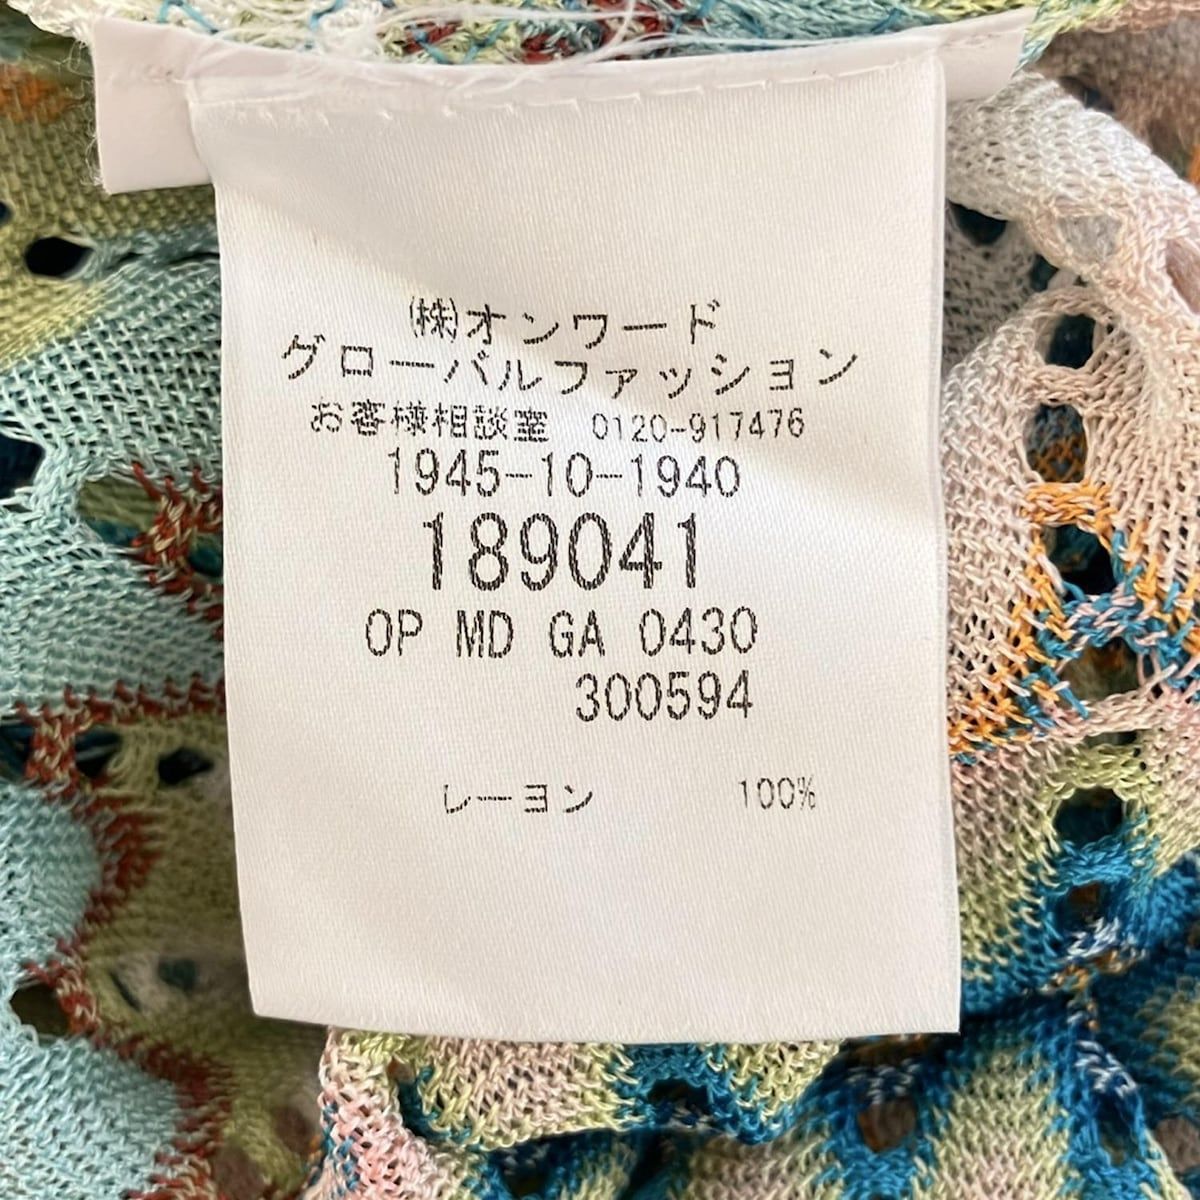 ㈱オンワード
グローバルファッション
お客様相談室 0120-917476
1945-10-1940
189041
OP MD GA 0430
300594
レーヨン 100%